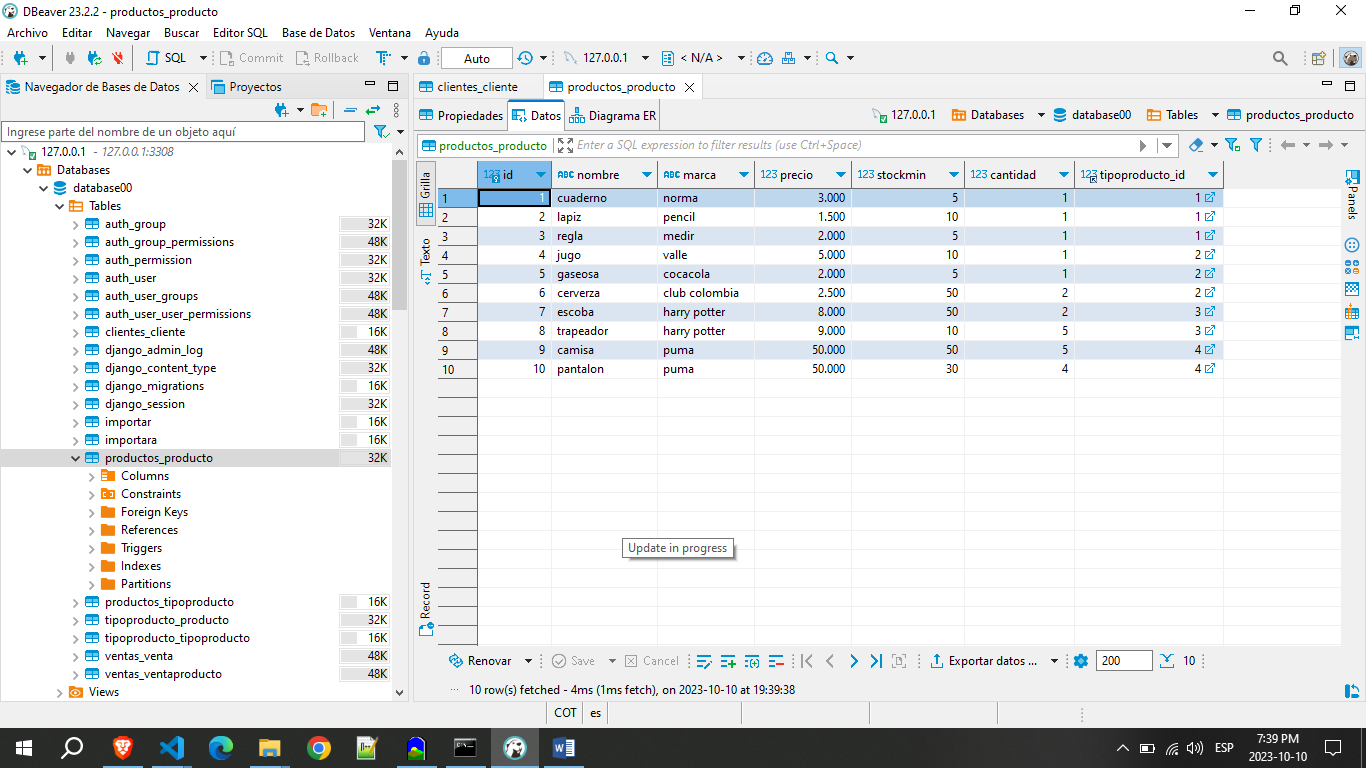 DBeaver 23.2.2 - productos_producto
Archivo Editar Navegar Buscar Editor SQL Base de Datos Ventana Ayuda
SQL Commit Rollback Auto 127.0.0.1 < N/A >
Navegador de Bases de Datos Proyectos
Ingrese parte del nombre de un objeto aquí
127.0.0.1 - 127.0.0.1:3308
Databases
database00
Tables
auth_group 32K
auth_group_permissions 48K
auth_permission 32K
auth_user 32K
auth_user_groups 48K
auth_user_user_permissions 48K
clientes_cliente 16K
django_admin_log 48K
django_content_type 32K
django_migrations 16K
django_session 32K
importar 16K
importara 16K
productos_producto 32K
Columns
Constraints
Foreign Keys
References
Triggers
Indexes
Partitions
productos_tipoproducto 16K
tipoproducto_producto 32K
tipoproducto_tipoproducto 16K
ventas_venta 48K
ventas_ventaproducto 48K
Views
clientes_cliente productos_producto
Propiedades Datos Diagrama ER 127.0.0.1 Databases database00 Tables productos_producto
productos_producto Enter a SQL expression to filter results (use Ctrl+Space)
Grilla
Texto
Record
123 id ABC nombre ABC marca 123 precio 123 stockmin 123 cantidad 123 tipoproducto_id
1 1 cuaderno norma 3.000 5 1 1
2 2 lapiz pencil 1.500 10 1 1
3 3 regla medir 2.000 5 1 1
4 4 jugo valle 5.000 10 1 2
5 5 gaseosa cocacola 2.000 5 1 2
6 6 cerverza club colombia 2.500 50 2 2
7 7 escoba harry potter 8.000 50 2 3
8 8 trapeador harry potter 9.000 10 5 3
9 9 camisa puma 50.000 50 5 4
10 10 pantalon puma 50.000 30 4 4
Panels
Update in progress
Renovar Save Cancel Exportar datos ... 200 10
10 row(s) fetched - 4ms (1ms fetch), on 2023-10-10 at 19:39:38
COT es
ESP
7:39 PM
2023-10-10